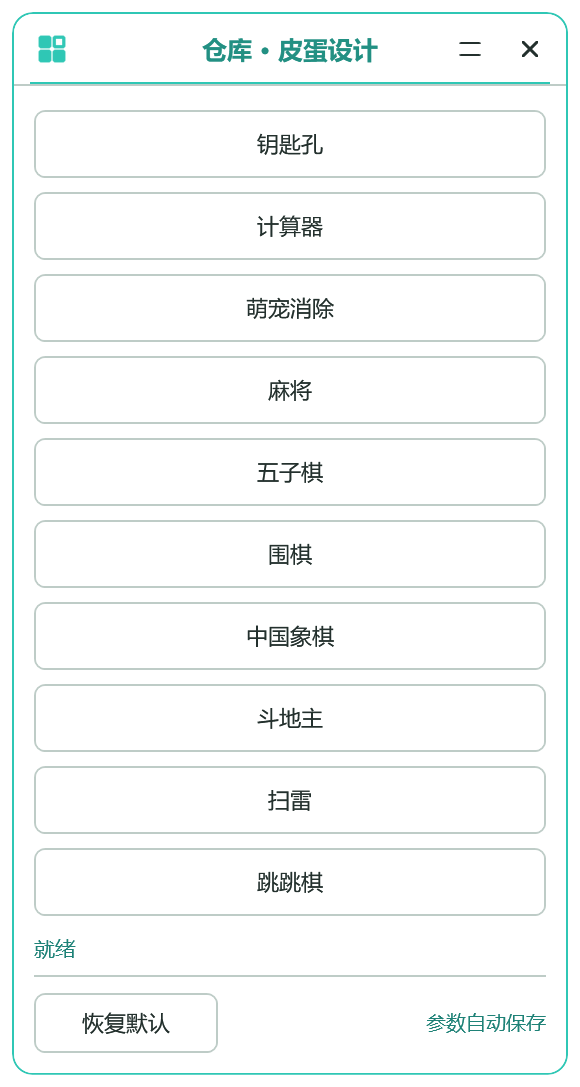 仓库·皮蛋设计
钥匙孔
计算器
萌宠消除
麻将
五子棋
围棋
中国象棋
斗地主
扫雷
跳跳棋
就绪
恢复默认
参数自动保存